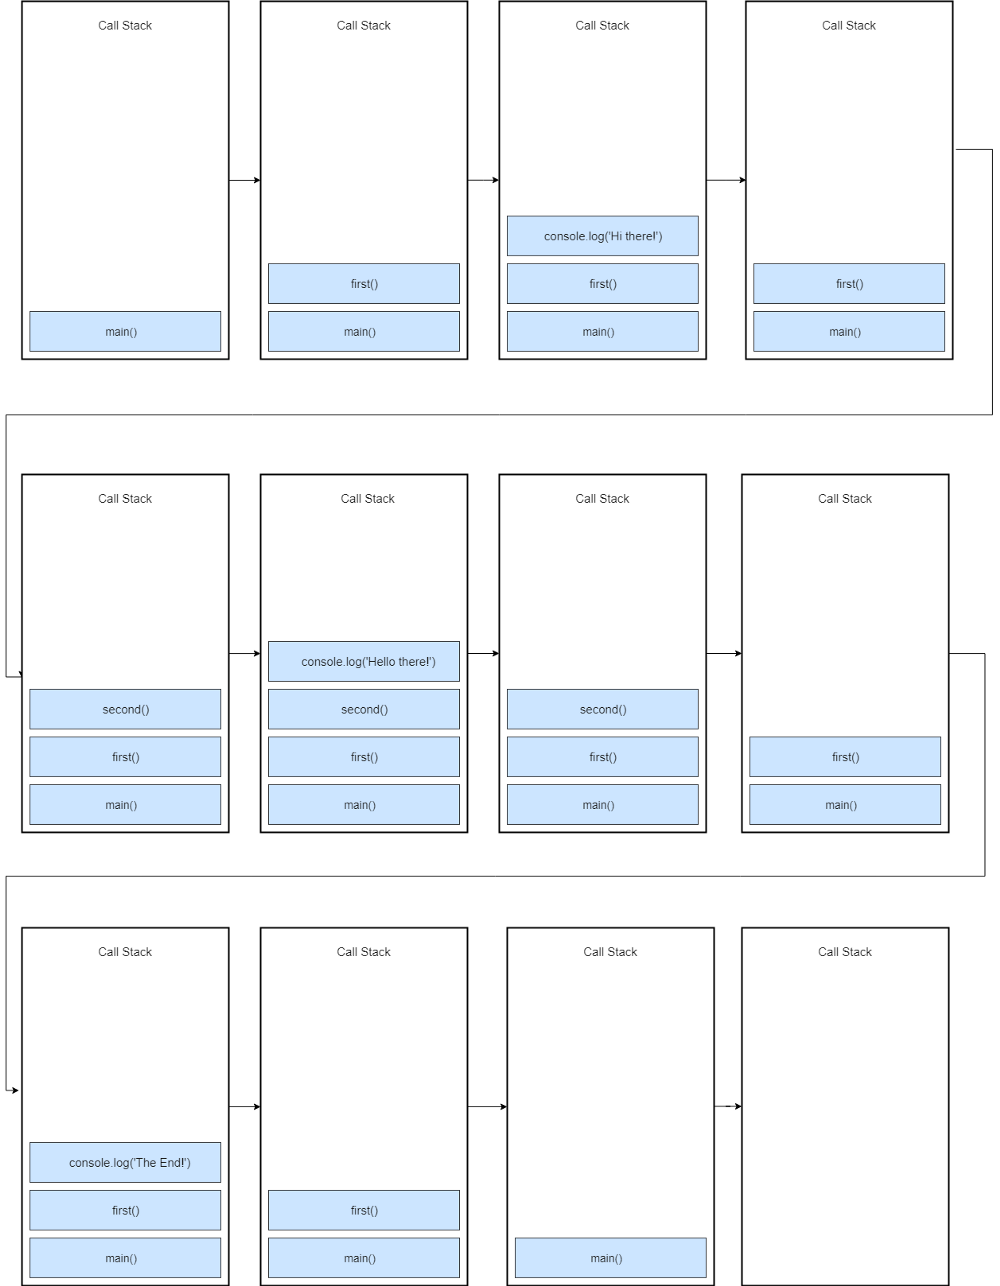 Call Stack
main()
Call Stack
first()
main()
Call Stack
console.log('Hi there!')
first()
main()
Call Stack
first()
main()
Call Stack
second()
first()
main()
Call Stack
console.log('Hello there!')
second()
first()
main()
Call Stack
second()
first()
main()
Call Stack
first()
main()
Call Stack
console.log('The End!')
first()
main()
Call Stack
first()
main()
Call Stack
main()
Call Stack